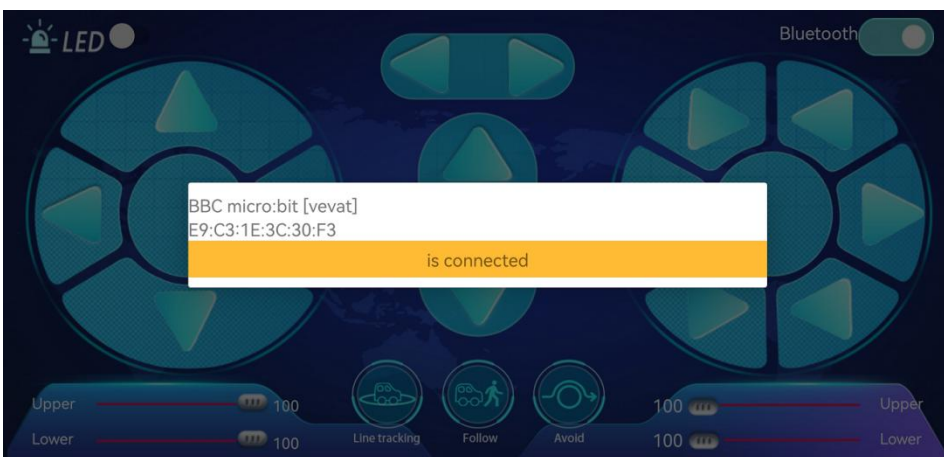 LED
Bluetooth
BBC micro:bit [vevat]
E9:C3:1E:3C:30:F3
is connected
Upper 100
Lower 100
Line tracking
Follow
Avoid
100 Upper
100 Lower